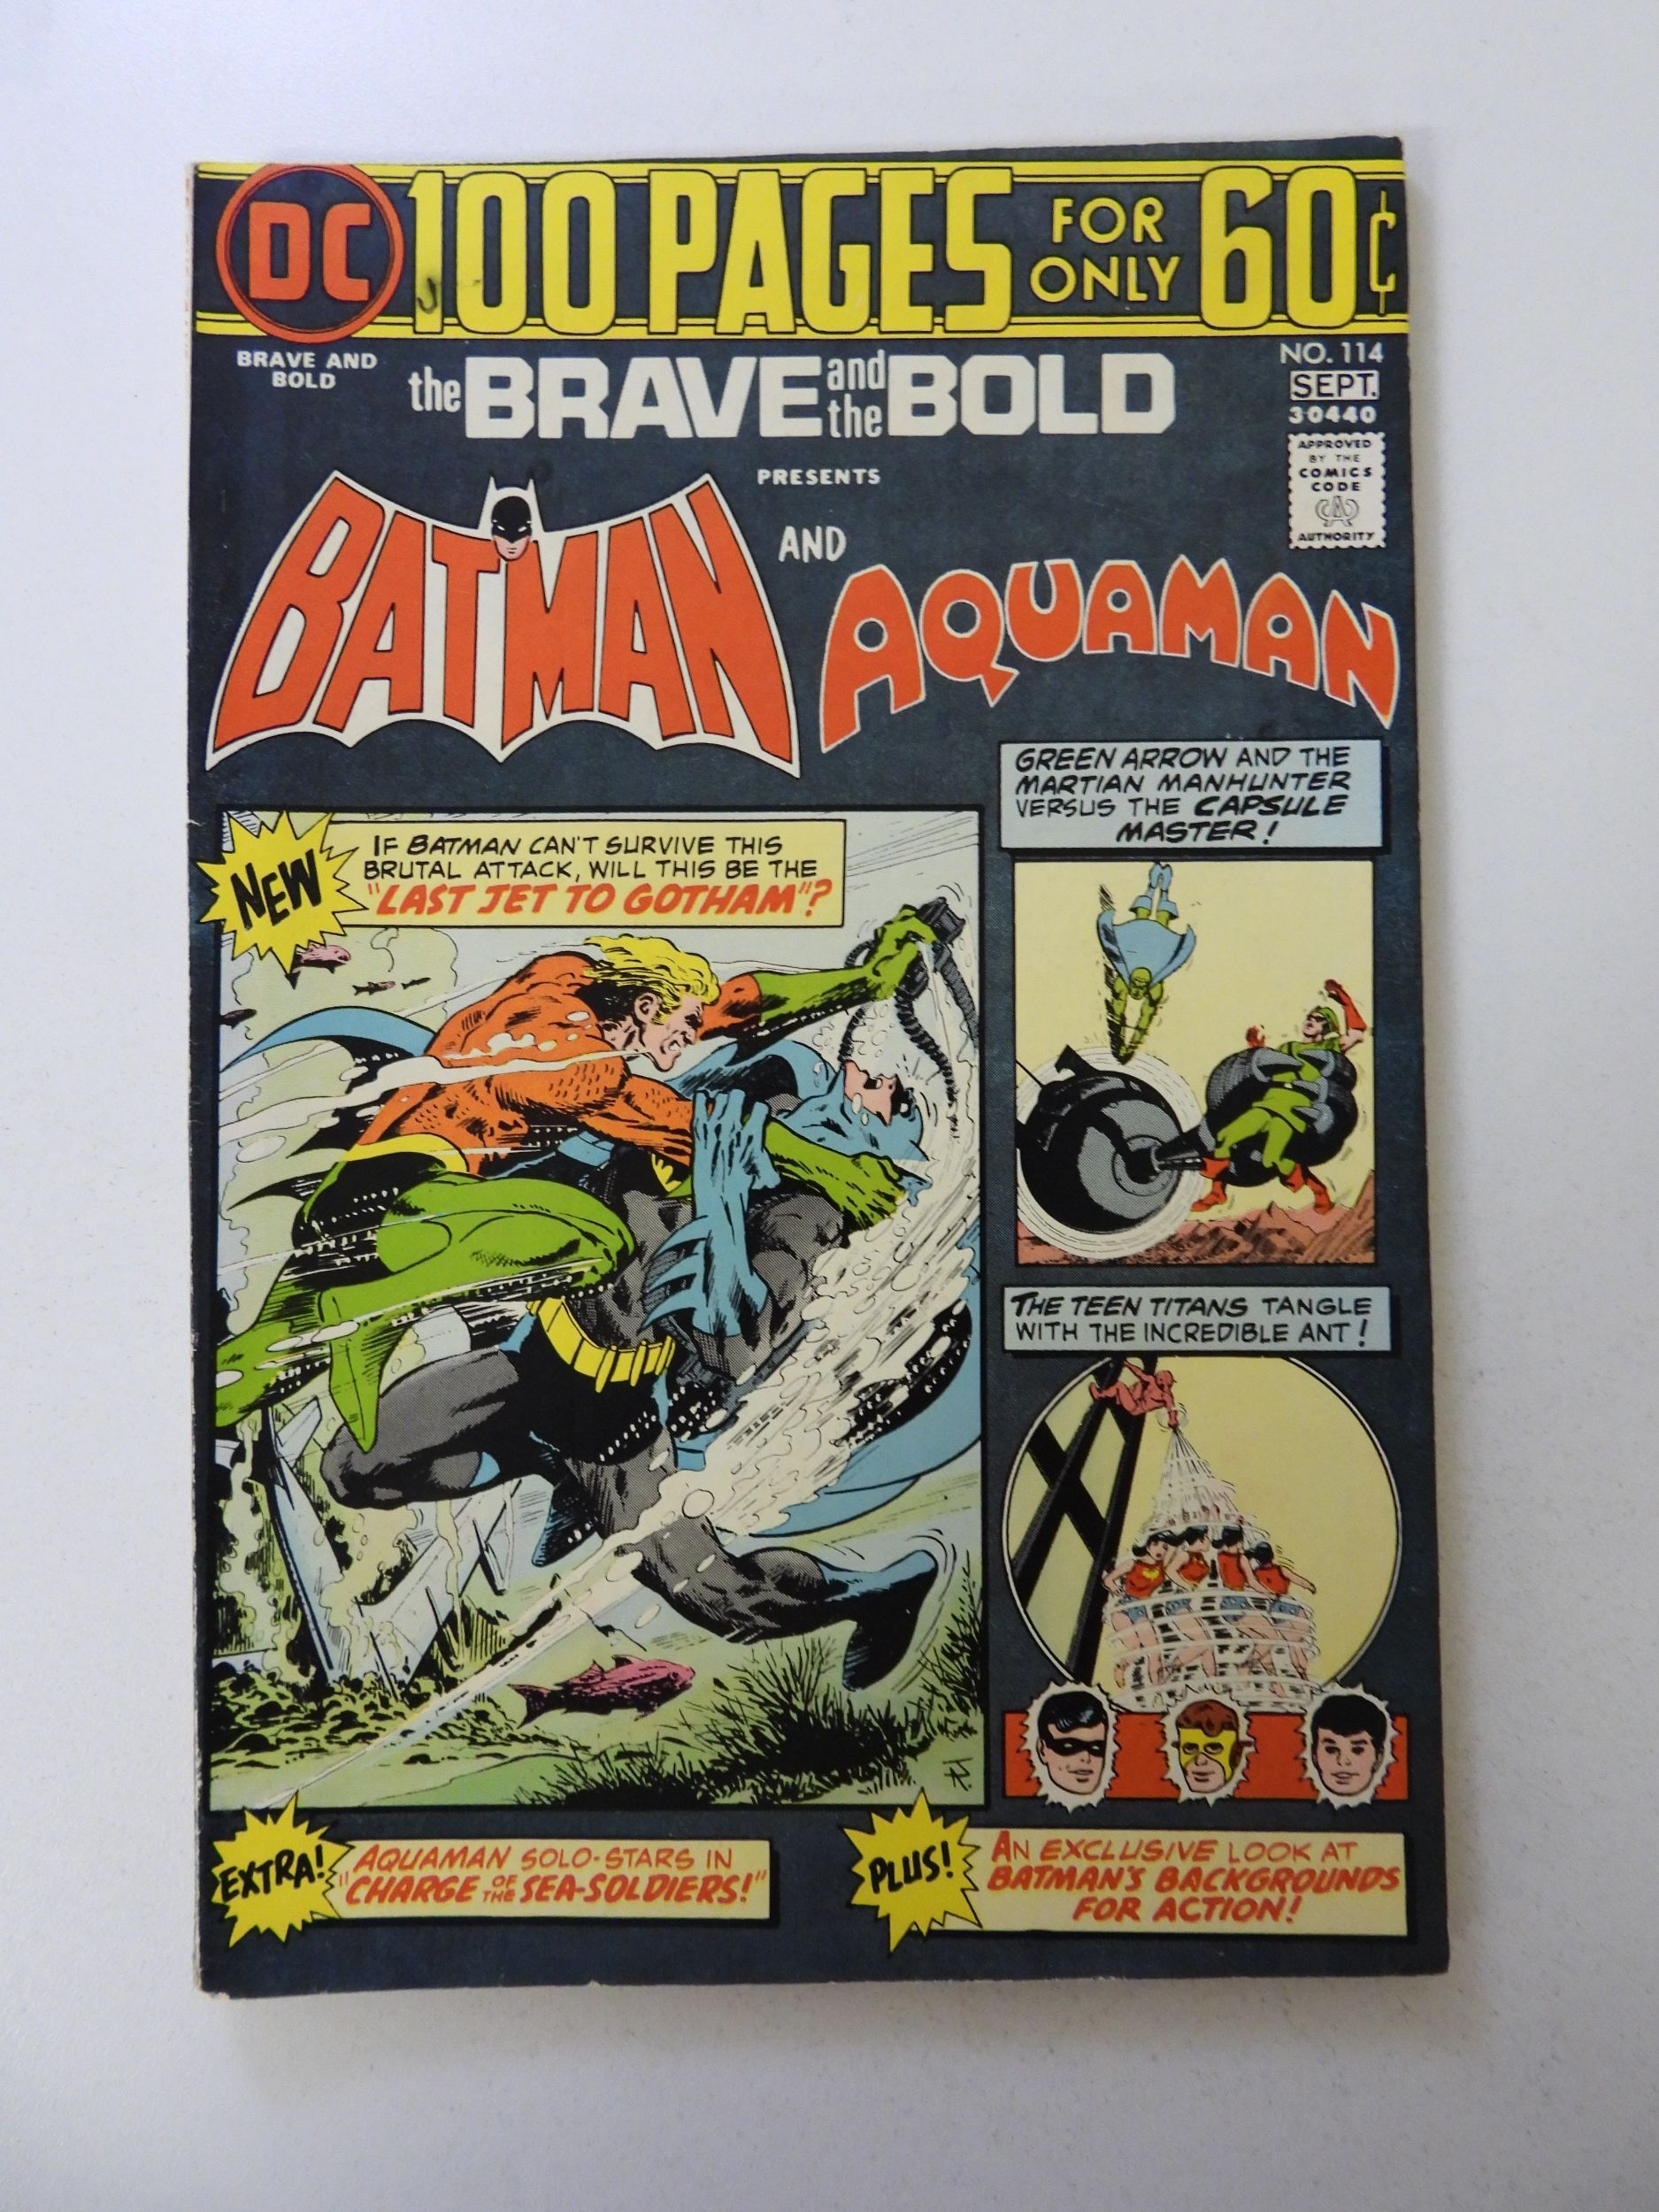 DC 100 PAGES FOR ONLY 60¢
BRAVE AND
BOLD
the BRAVE and the BOLD
NO. 114
SEPT.
30440
APPROVED
BY THE
COMICS
CODE
CA
AUTHORITY
PRESENTS
BATMAN
AND
AQUAMAN
GREEN ARROW AND THE
MARTIAN MANHUNTER
VERSUS THE CAPSULE
MASTER!
NEW
IF BATMAN CAN'T SURVIVE THIS
BRUTAL ATTACK, WILL THIS BE THE
"LAST JET TO GOTHAM"?
THE TEEN TITANS TANGLE
WITH THE INCREDIBLE ANT!
EXTRA!
AQUAMAN SOLO-STARS IN
"CHARGE OF THE SEA-SOLDIERS!"
PLUS!
AN EXCLUSIVE LOOK AT
BATMAN'S BACKGROUNDS
FOR ACTION!